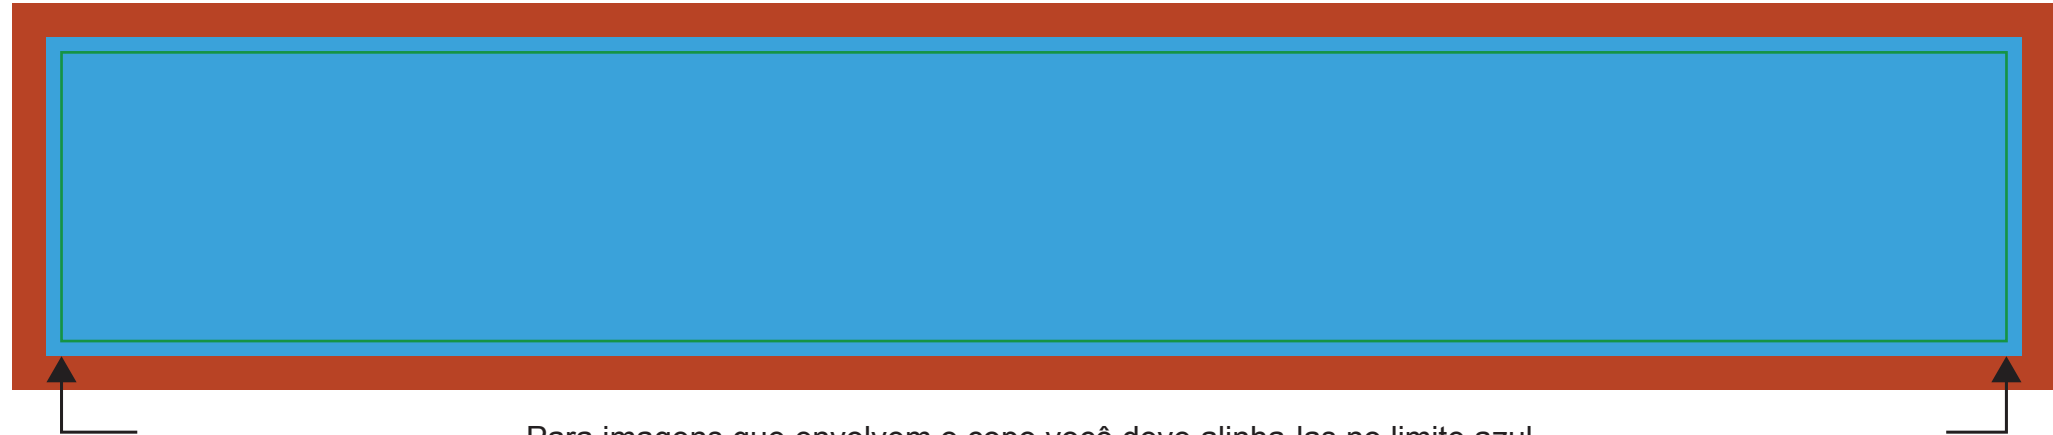 Para imagens que envolvem o copo você deve alinha-las no limite azul